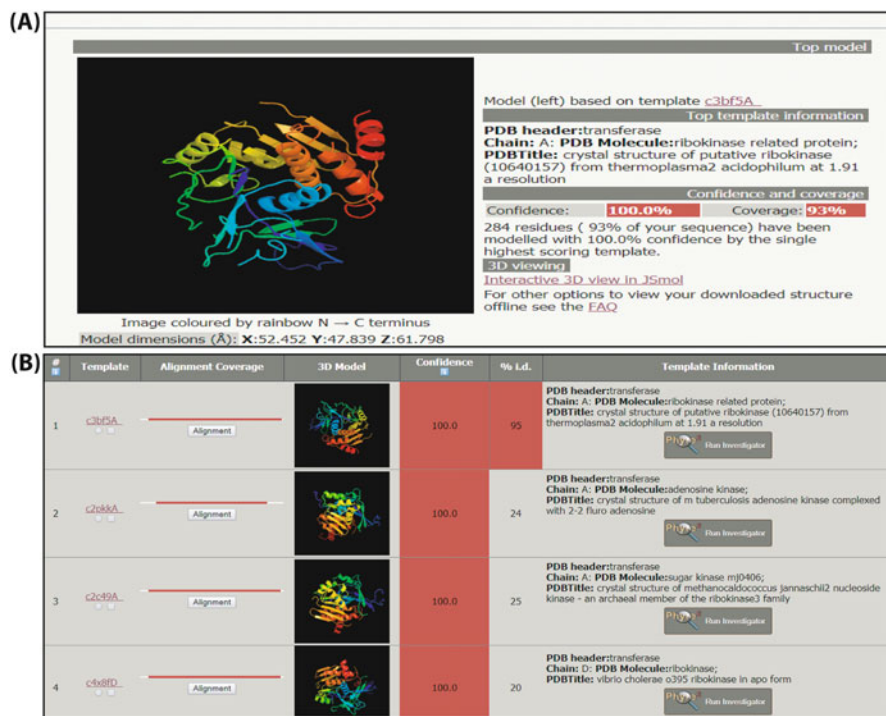 (A)
Top model
Model (left) based on template c3bf5A_
Top template information
PDB header:transferase
Chain: A: PDB Molecule:ribokinase related protein;
PDBTitle: crystal structure of putative ribokinase
(10640157) from thermoplasma2 acidophilum at 1.91
a resolution
Confidence and coverage
Confidence: 100.0% Coverage: 93%
284 residues ( 93% of your sequence) have been
modelled with 100.0% confidence by the single
highest scoring template.
3D viewing
Interactive 3D view in JSmol
For other options to view your downloaded structure
offline see the FAQ
Image coloured by rainbow N → C terminus
Model dimensions (Å): X:52.452 Y:47.839 Z:61.798
(B)
# Template Alignment Coverage 3D Model Confidence % i.d. Template Information
1 c3bf5A_ Alignment 100.0 95
PDB header:transferase
Chain: A: PDB Molecule:ribokinase related protein;
PDBTitle: crystal structure of putative ribokinase (10640157) from
thermoplasma2 acidophilum at 1.91 a resolution
Run Investigator
2 c2pkkA_ Alignment 100.0 24
PDB header:transferase
Chain: A: PDB Molecule:adenosine kinase;
PDBTitle: crystal structure of m tuberculosis adenosine kinase complexed
with 2-2 fluro adenosine
Run Investigator
3 c2c49A_ Alignment 100.0 25
PDB header:transferase
Chain: A: PDB Molecule:sugar kinase mj0406;
PDBTitle: crystal structure of methanocaldococcus jannaschii2 nucleoside
kinase - an archaeal member of the ribokinase3 family
Run Investigator
4 c4x8fD_ Alignment 100.0 20
PDB header:transferase
Chain: D: PDB Molecule:ribokinase;
PDBTitle: vibrio cholerae o395 ribokinase in apo form
Run Investigator